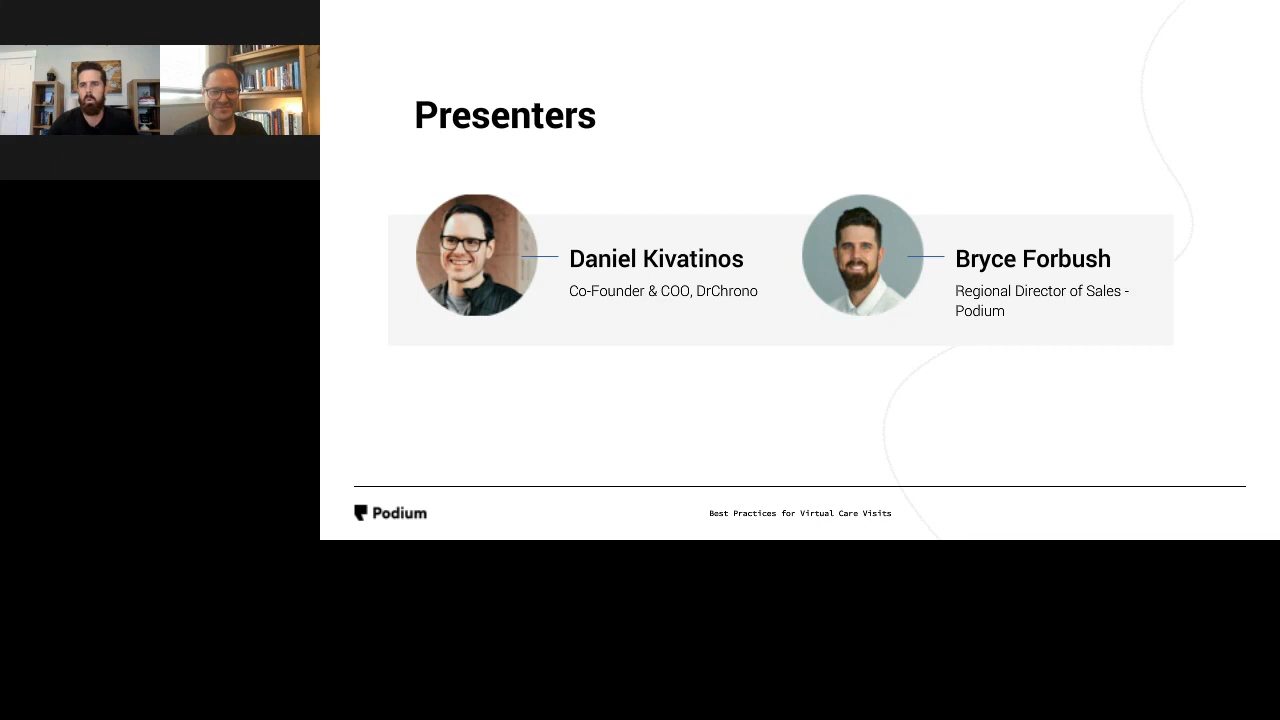 Presenters
Daniel Kivatinos
Co-Founder & COO, DrChrono
Bryce Forbush
Regional Director of Sales -
Podium
Podium
Best Practices for Virtual Care Visits